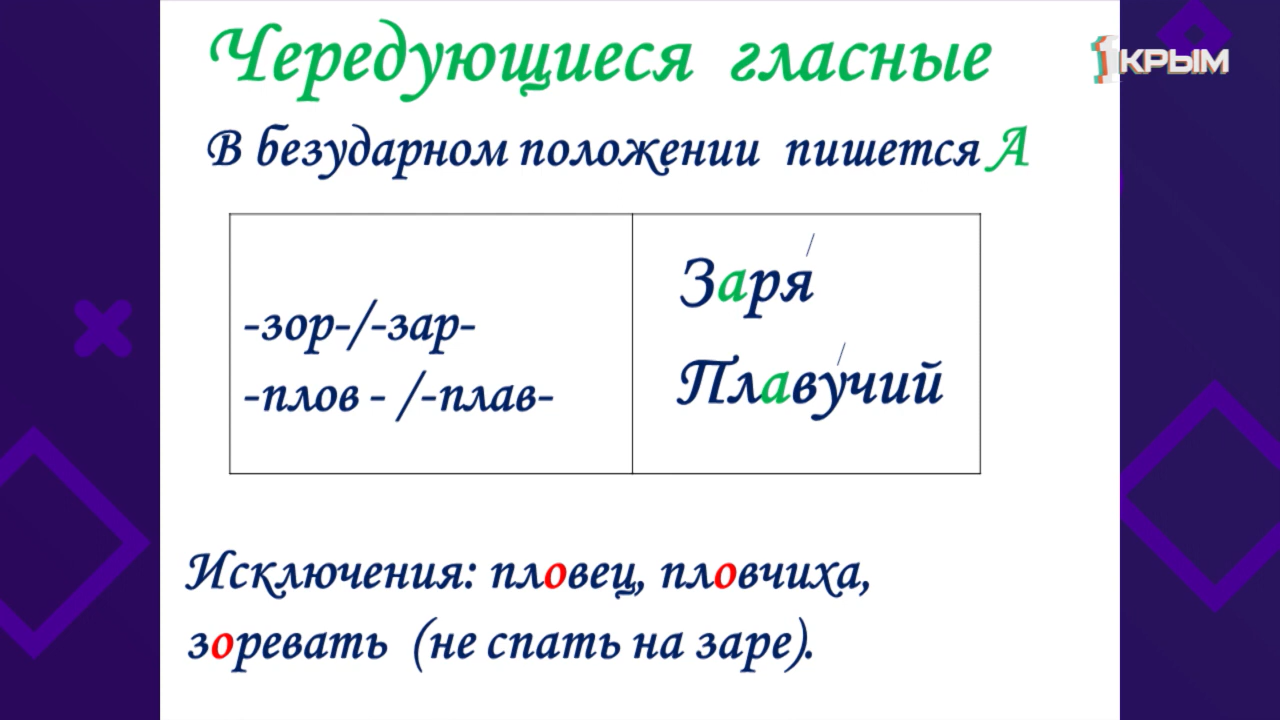 Чередующиеся гласные
1КРЫМ
В безударном положении пишется А
-зор-/-зар-
-плов - /-плав-
Заря
Плавучий
Исключения: пловец, пловчиха,
зоревать (не спать на заре).